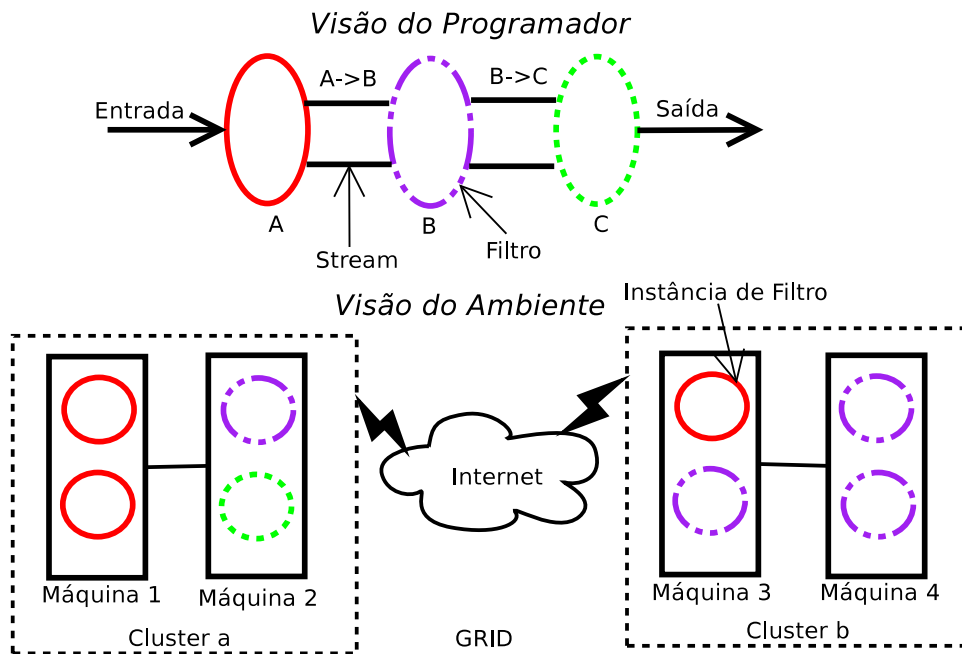 Visão do Programador
A->B
B->C
Entrada
Saída
A
B
C
Stream
Filtro
Visão do Ambiente
Instância de Filtro
Internet
Máquina 1
Máquina 2
Máquina 3
Máquina 4
Cluster a
GRID
Cluster b